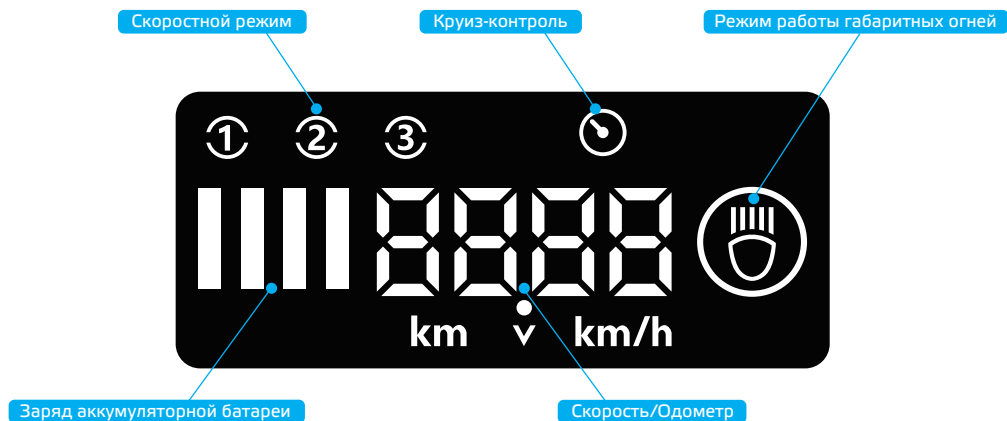 Скоростной режим
Круиз-контроль
Режим работы габаритных огней
1 2 3
8888
km v km/h
Заряд аккумуляторной батареи
Скорость/Одометр